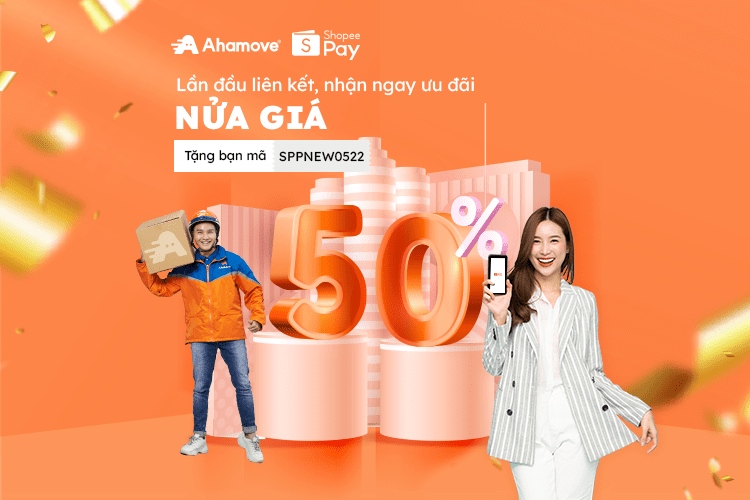 Ahamove
Shopee
Pay
Lần đầu liên kết, nhận ngay ưu đãi
NỬA GIÁ
Tặng bạn mã SPPNEW0522
50%